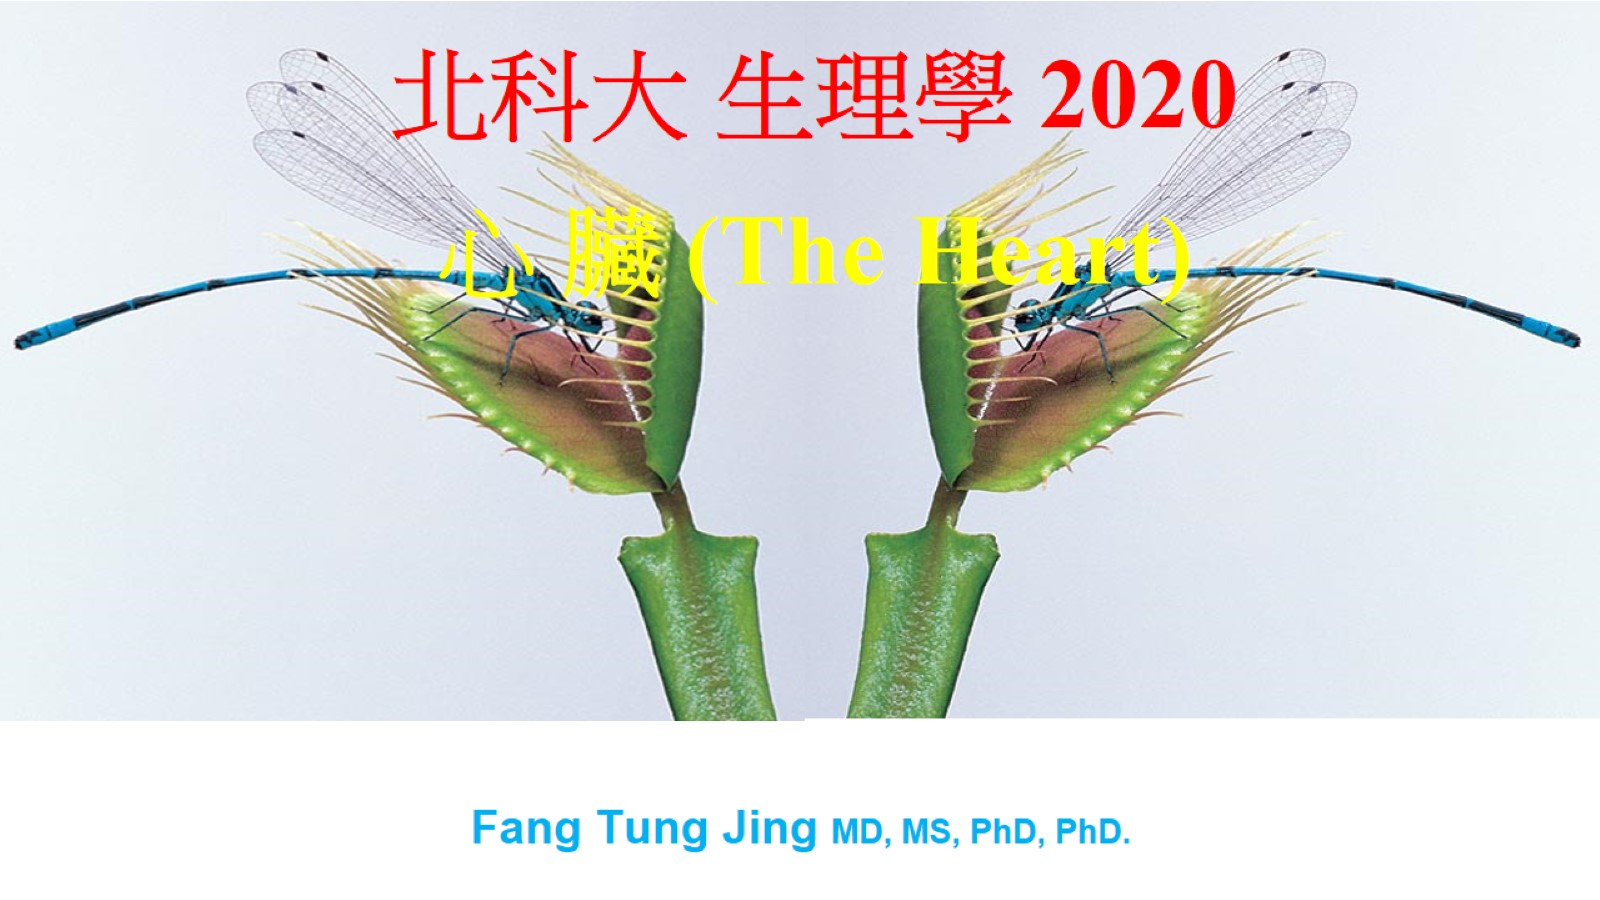 北科大 生理學 2020
心 臟 (The Heart)
Fang Tung Jing MD, MS, PhD, PhD.